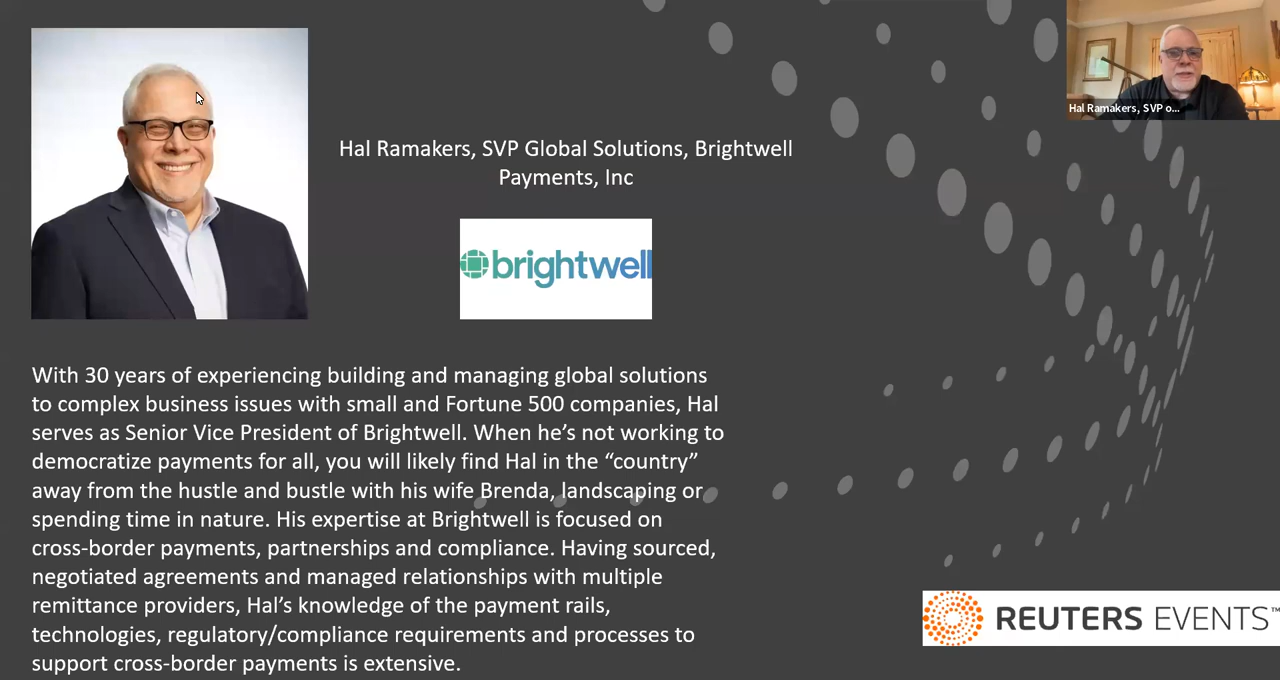 Hal Ramakers, SVP o...
Hal Ramakers, SVP Global Solutions, Brightwell
Payments, Inc
brightwell
With 30 years of experiencing building and managing global solutions
to complex business issues with small and Fortune 500 companies, Hal
serves as Senior Vice President of Brightwell. When he’s not working to
democratize payments for all, you will likely find Hal in the “country”
away from the hustle and bustle with his wife Brenda, landscaping or
spending time in nature. His expertise at Brightwell is focused on
cross-border payments, partnerships and compliance. Having sourced,
negotiated agreements and managed relationships with multiple
remittance providers, Hal’s knowledge of the payment rails,
technologies, regulatory/compliance requirements and processes to
support cross-border payments is extensive.
REUTERS EVENTS™